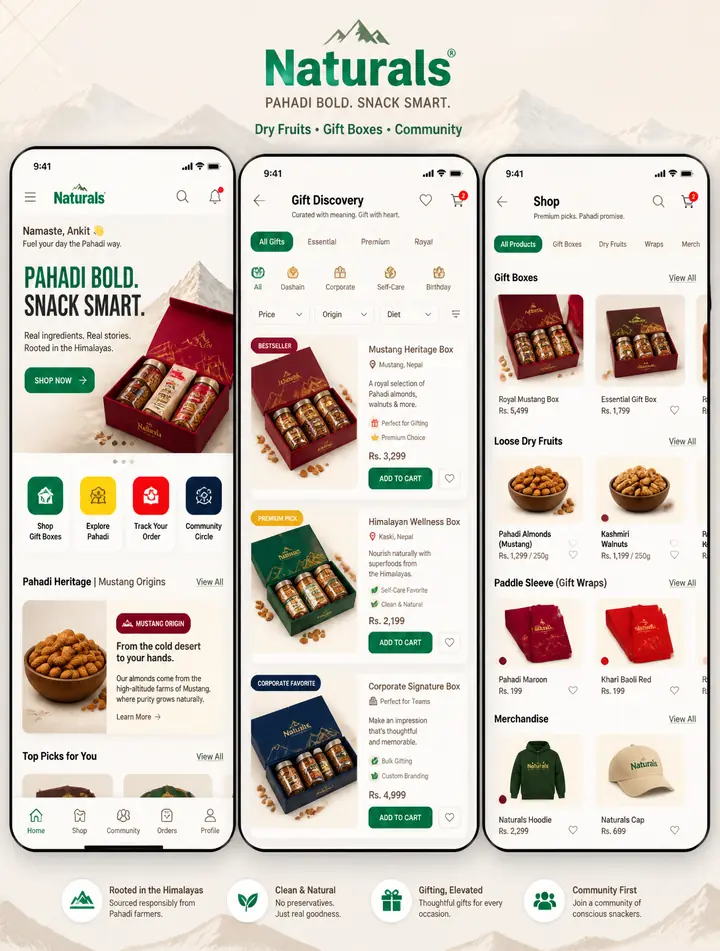 Naturals®
PAHADI BOLD. SNACK SMART.
Dry Fruits • Gift Boxes • Community
9:41
Naturals
Namaste, Ankit 👋
Fuel your day the Pahadi way.
PAHADI BOLD.
SNACK SMART.
Real ingredients. Real stories.
Rooted in the Himalayas.
SHOP NOW →
Naturals
Shop
Gift Boxes
Explore
Pahadi
Track Your
Order
Community
Circle
Pahadi Heritage | Mustang Origins
View All
MUSTANG ORIGIN
From the cold desert
to your hands.
Our almonds come from the
high-altitude farms of Mustang,
where purity grows naturally.
Learn More →
Top Picks for You
View All
Home
Shop
Community
Orders
Profile
9:41
Gift Discovery
2
Curated with meaning. Gift with heart.
All Gifts
Essential
Premium
Royal
All
Dashain
Corporate
Self-Care
Birthday
Price
Origin
Diet
BESTSELLER
Mustang Heritage Box
Mustang, Nepal
A royal selection of
Pahadi almonds,
walnuts & more.
Perfect for Gifting
Premium Choice
Rs. 3,299
ADD TO CART
PREMIUM PICK
Himalayan Wellness Box
Kaski, Nepal
Nourish naturally with
superfoods from
the Himalayas.
Self-Care Favorite
Clean & Natural
Rs. 2,199
ADD TO CART
CORPORATE FAVORITE
Naturals
Corporate Signature Box
Perfect for Teams
Make an impression
that's thoughtful
and memorable.
Bulk Gifting
Custom Branding
Rs. 4,999
ADD TO CART
9:41
Shop
2
Premium picks. Pahadi promise.
All Products
Gift Boxes
Dry Fruits
Wraps
Merch
Gift Boxes
View All
Royal Mustang Box
Rs. 5,499
Essential Gift Box
Rs. 1,799
Loose Dry Fruits
View All
Pahadi Almonds
(Mustang)
Rs. 1,299 / 250g
Kashmiri
Walnuts
Rs. 1,199 / 250g
Paddle Sleeve (Gift Wraps)
View All
Pahadi Maroon
Rs. 199
Khari Baoli Red
Rs. 199
Merchandise
View All
Naturals
Naturals
Naturals Hoodie
Rs. 2,299
Naturals Cap
Rs. 699
Rooted in the Himalayas
Sourced responsibly from
Pahadi farmers.
Clean & Natural
No preservatives.
Just real goodness.
Gifting, Elevated
Thoughtful gifts for every
occasion.
Community First
Join a community of
conscious snackers.